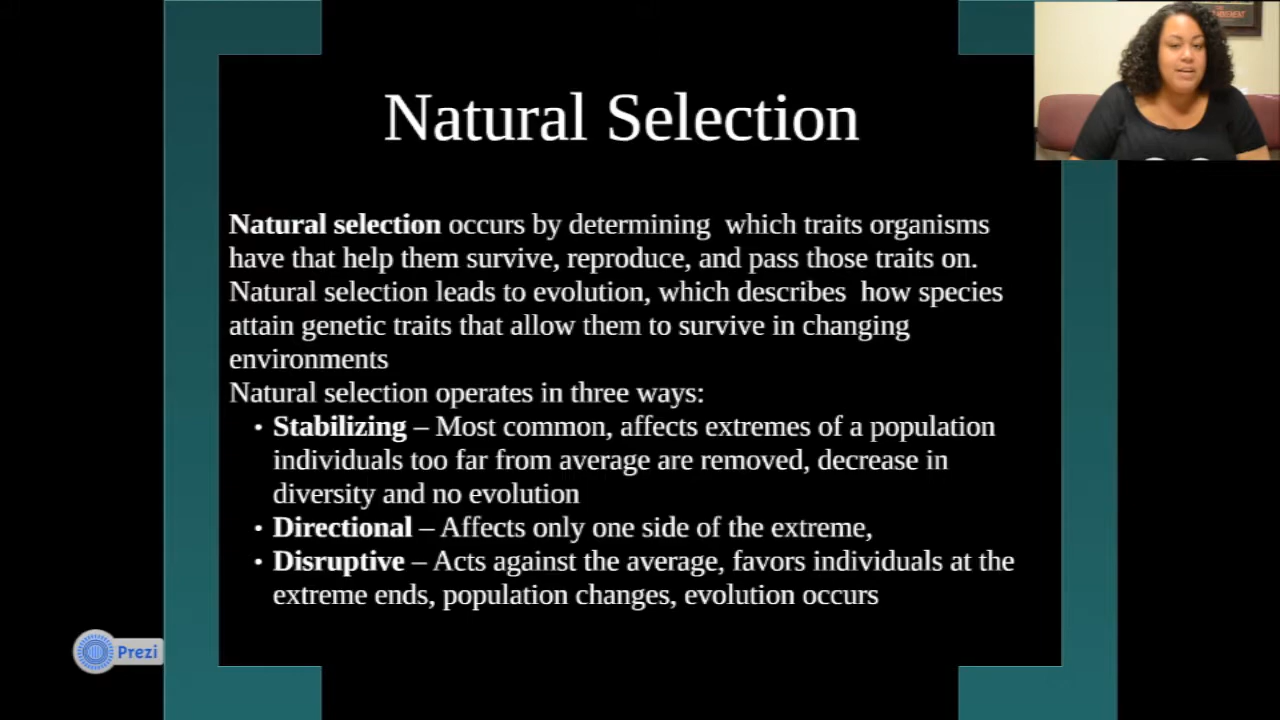 Natural Selection
Natural selection occurs by determining  which traits organisms
have that help them survive, reproduce, and pass those traits on.
Natural selection leads to evolution, which describes  how species
attain genetic traits that allow them to survive in changing
environments
Natural selection operates in three ways:
• Stabilizing – Most common, affects extremes of a population
individuals too far from average are removed, decrease in
diversity and no evolution
• Directional – Affects only one side of the extreme,
• Disruptive – Acts against the average, favors individuals at the
extreme ends, population changes, evolution occurs
Prezi